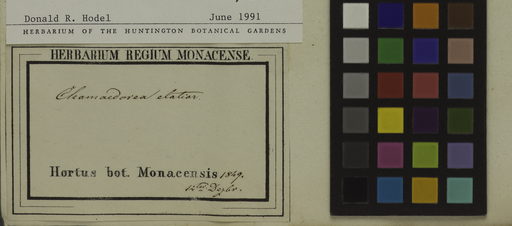 Donald R. Hodel June 1991
HERBARIUM OF THE HUNTINGTON BOTANICAL GARDENS
HERBARIUM REGIUM MONACENSE
Chamaedorea elatior.
Hortus bot. Monacensis 1849.